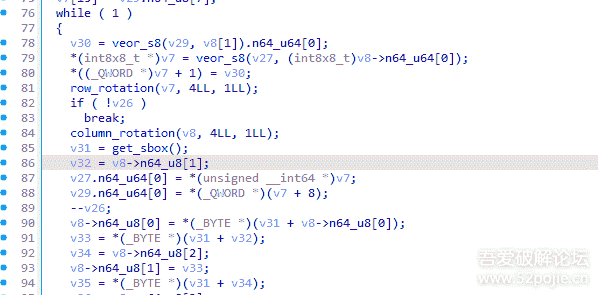 76 while ( 1 )
77 {
78 v30 = veor_s8(v29, v8[1]).n64_u64[0];
79 *(int8x8_t *)v7 = veor_s8(v27, (int8x8_t)v8->n64_u64[0]);
80 *((_QWORD *)v7 + 1) = v30;
81 row_rotation(v7, 4LL, 1LL);
82 if ( !v26 )
83 break;
84 column_rotation(v8, 4LL, 1LL);
85 v31 = get_sbox();
86 v32 = v8->n64_u8[1];
87 v27.n64_u64[0] = *(unsigned __int64 *)v7;
88 v29.n64_u64[0] = *(_QWORD *)(v7 + 8);
89 --v26;
90 v8->n64_u8[0] = *(_BYTE *)(v31 + v8->n64_u8[0]);
91 v33 = *(_BYTE *)(v31 + v32);
92 v34 = v8->n64_u8[2];
93 v8->n64_u8[1] = v33;
94 v35 = *(_BYTE *)(v31 + v34);
吾爱破解论坛
www.52pojie.cn